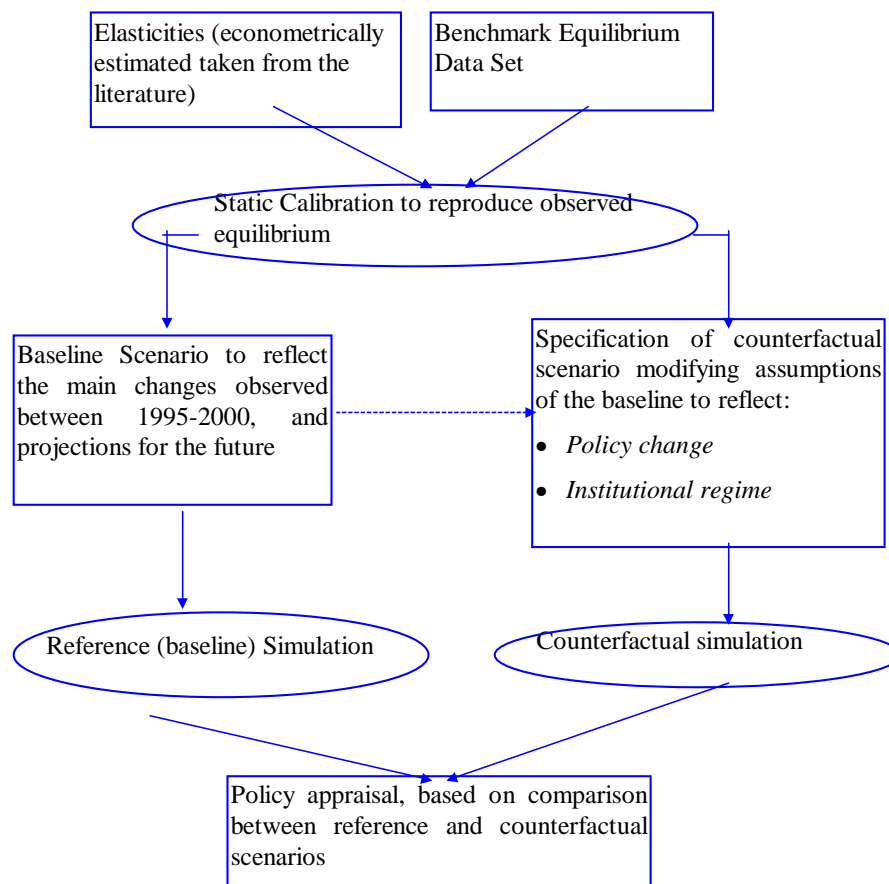 Elasticities (econometrically
estimated taken from the
literature)
Benchmark Equilibrium
Data Set
Static Calibration to reproduce observed
equilibrium
Baseline Scenario to reflect
the main changes observed
between 1995-2000, and
projections for the future
Specification of counterfactual
scenario modifying assumptions
of the baseline to reflect:
• Policy change
• Institutional regime
Reference (baseline) Simulation
Counterfactual simulation
Policy appraisal, based on comparison
between reference and counterfactual
scenarios